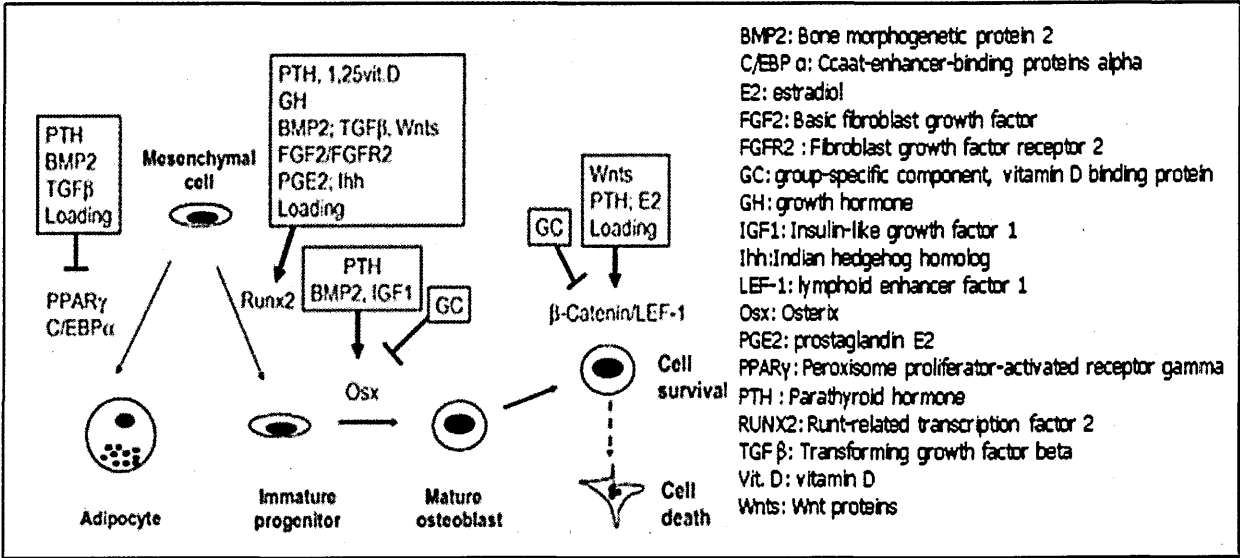 PTH
BMP2
TGFβ
Loading
PPARγ
C/EBPα
Mesenchymal
cell
PTH, 1,25vit.D
GH
BMP2; TGFβ, Wnts
FGF2/FGFR2
PGE2; Ihh
Loading
Runx2
PTH
BMP2, IGF1
GC
Osx
GC
Wnts
PTH; E2
Loading
β-Catenin/LEF-1
Cell
survival
Cell
death
Adipocyte
Immature
progenitor
Mature
osteoblast
BMP2: Bone morphogenetic protein 2
C/EBP α: Ccaat-enhancer-binding proteins alpha
E2: estradiol
FGF2: Basic fibroblast growth factor
FGFR2 : Fibroblast growth factor receptor 2
GC: group-specific component, vitamin D binding protein
GH: growth hormone
IGF1: Insulin-like growth factor 1
Ihh:Indian hedgehog homolog
LEF-1: lymphoid enhancer factor 1
Osx: Osterix
PGE2: prostaglandin E2
PPARγ: Peroxisome proliferator-activated receptor gamma
PTH : Parathyroid hormone
RUNX2: Runt-related transcription factor 2
TGF β: Transforming growth factor beta
Vit. D: vitamin D
Wnts: Wnt proteins